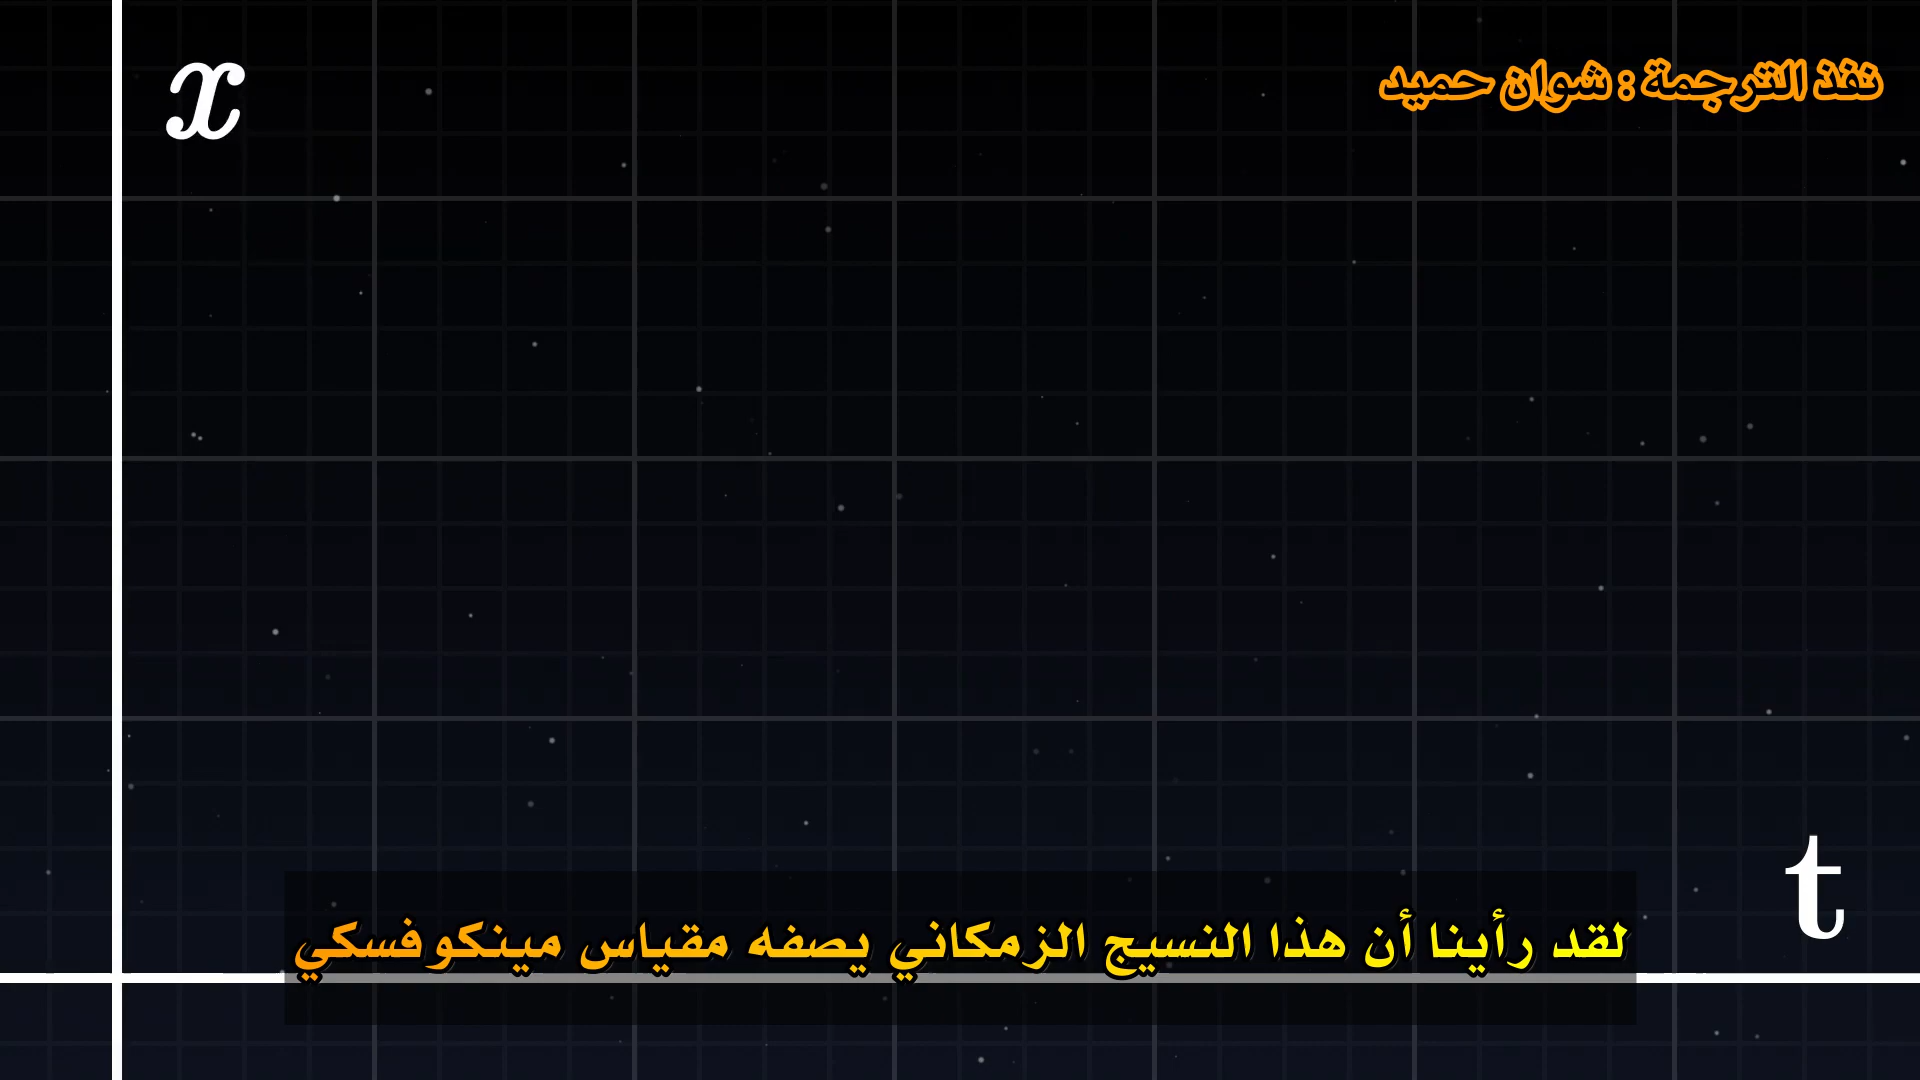 x
نفذ الترجمة : شوان حميد
t
لقد رأينا أن هذا النسيج الزمكاني يصفه مقياس مينكوفسكي